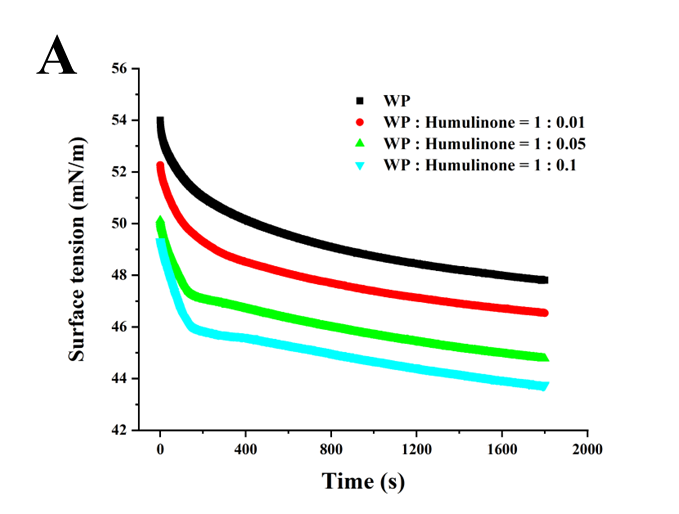 A
56
54
52
50
48
46
44
42
Surface tension (mN/m)
WP
WP : Humulinone = 1 : 0.01
WP : Humulinone = 1 : 0.05
WP : Humulinone = 1 : 0.1
0 400 800 1200 1600 2000
Time (s)